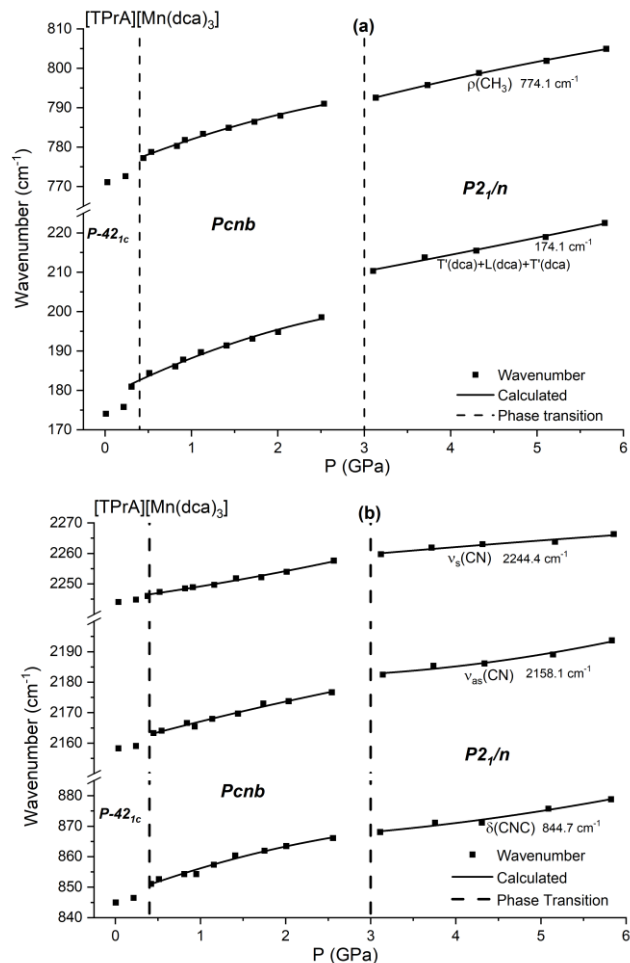 [TPrA][Mn(dca)₃]
(a)
800
790
780
770
220
210
200
190
180
170
Wavenumber (cm⁻¹)
ρ(CH₃) 774.1 cm⁻¹
P-42₁c
Pcnb
P2₁/n
174.1 cm⁻¹
T'(dca)+L(dca)+T'(dca)
Wavenumber
Calculated
Phase transition
0 1 2 3 4 5 6
P (GPa)
[TPrA][Mn(dca)₃]
(b)
2270
2260
2250
2190
2180
2170
2160
880
870
860
850
840
Wavenumber (cm⁻¹)
νₛ(CN) 2244.4 cm⁻¹
νₐₛ(CN) 2158.1 cm⁻¹
P-42₁c
Pcnb
P2₁/n
δ(CNC) 844.7 cm⁻¹
Wavenumber
Calculated
Phase Transition
0 1 2 3 4 5 6
P (GPa)